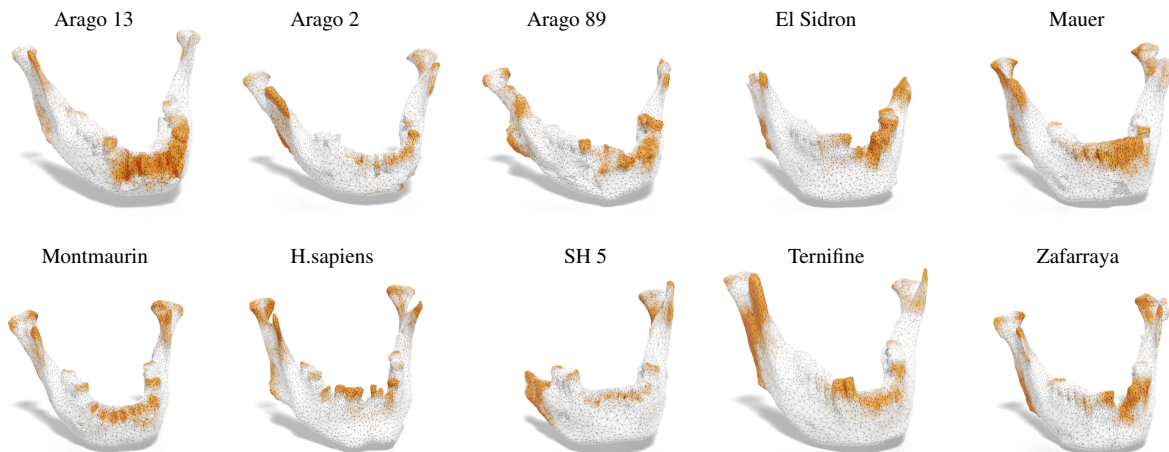 Arago 13
Arago 2
Arago 89
El Sidron
Mauer
Montmaurin
H.sapiens
SH 5
Ternifine
Zafarraya